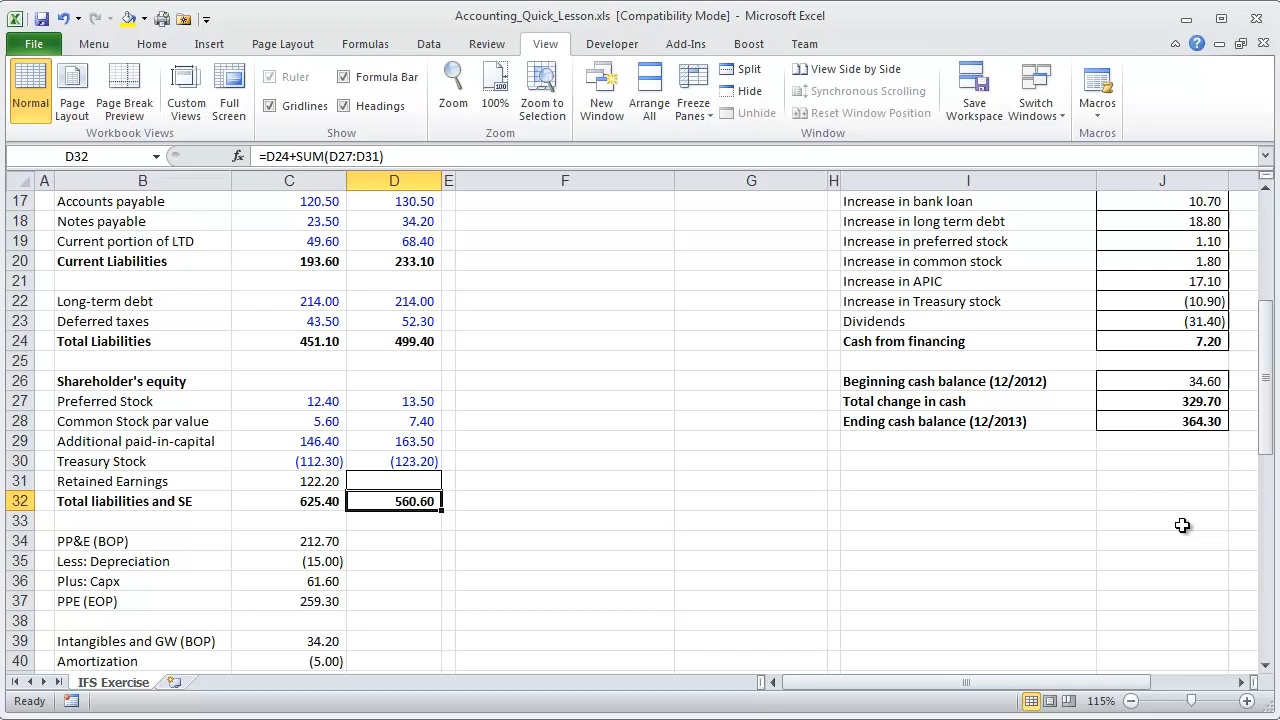 Accounting_Quick_Lesson.xls [Compatibility Mode] - Microsoft Excel
File Menu Home Insert Page Layout Formulas Data Review View Developer Add-Ins Boost Team
Normal Page Layout Page Break Preview Custom Views Full Screen
Workbook Views
Ruler Formula Bar
Gridlines Headings
Show
Zoom 100% Zoom to Selection
Zoom
New Window Arrange All Freeze Panes
Split
Hide
Unhide
View Side by Side
Synchronous Scrolling
Reset Window Position
Window
Save Workspace Switch Windows
Macros
Macros
D32 fx =D24+SUM(D27:D31)
A B C D E F G H I J
17 Accounts payable 120.50 130.50 Increase in bank loan 10.70
18 Notes payable 23.50 34.20 Increase in long term debt 18.80
19 Current portion of LTD 49.60 68.40 Increase in preferred stock 1.10
20 Current Liabilities 193.60 233.10 Increase in common stock 1.80
21 Increase in APIC 17.10
22 Long-term debt 214.00 214.00 Increase in Treasury stock (10.90)
23 Deferred taxes 43.50 52.30 Dividends (31.40)
24 Total Liabilities 451.10 499.40 Cash from financing 7.20
25
26 Shareholder's equity Beginning cash balance (12/2012) 34.60
27 Preferred Stock 12.40 13.50 Total change in cash 329.70
28 Common Stock par value 5.60 7.40 Ending cash balance (12/2013) 364.30
29 Additional paid-in-capital 146.40 163.50
30 Treasury Stock (112.30) (123.20)
31 Retained Earnings 122.20
32 Total liabilities and SE 625.40 560.60
33
34 PP&E (BOP) 212.70
35 Less: Depreciation (15.00)
36 Plus: Capx 61.60
37 PPE (EOP) 259.30
38
39 Intangibles and GW (BOP) 34.20
40 Amortization (5.00)
IFS Exercise
Ready 115%